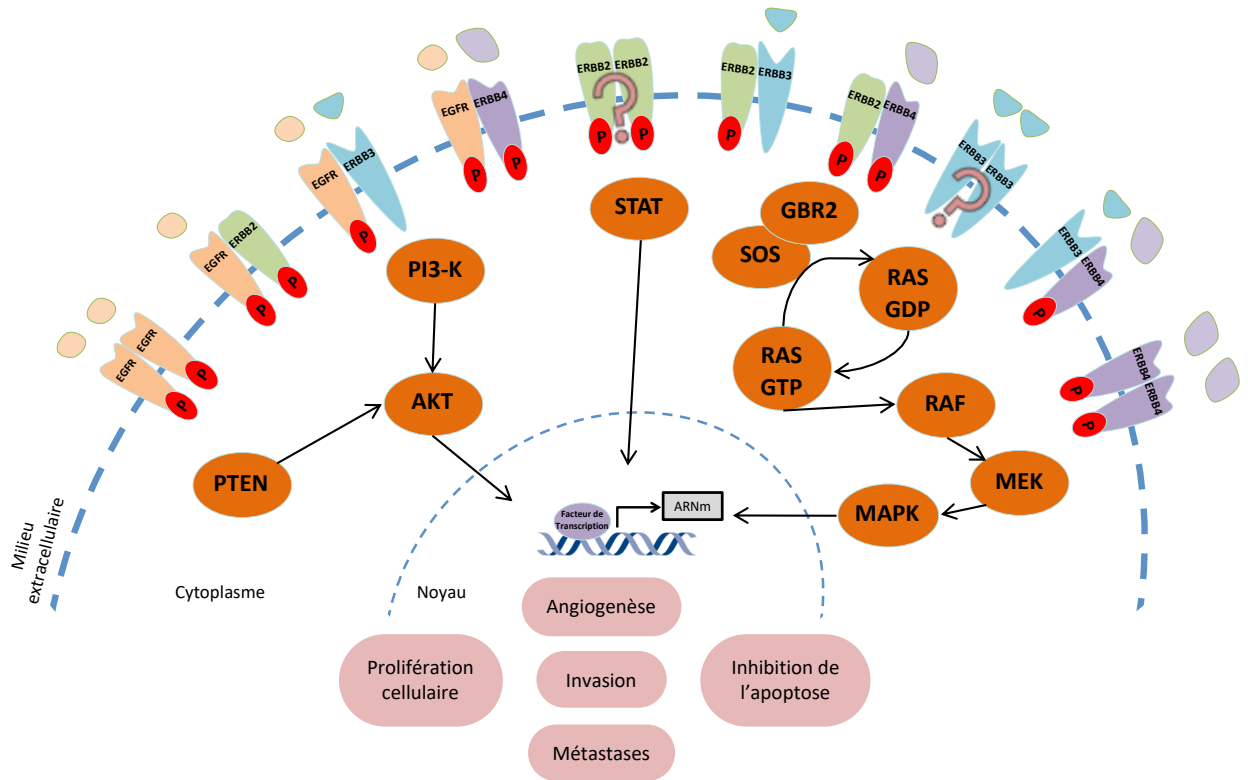 EGFR
EGFR
P
P
EGFR
ERBB2
P
P
EGFR
ERBB3
P
EGFR
ERBB4
P
P
ERBB2
ERBB2
?
P
P
ERBB2
ERBB3
P
ERBB2
ERBB4
P
P
ERBB3
ERBB3
?
ERBB3
ERBB4
P
ERBB4
ERBB4
P
P
PI3-K
AKT
PTEN
STAT
GBR2
SOS
RAS
GDP
RAS
GTP
RAF
MEK
MAPK
Facteur de
Transcription
ARNm
Milieu
extracellulaire
Cytoplasme
Noyau
Angiogenèse
Prolifération
cellulaire
Invasion
Inhibition de
l’apoptose
Métastases